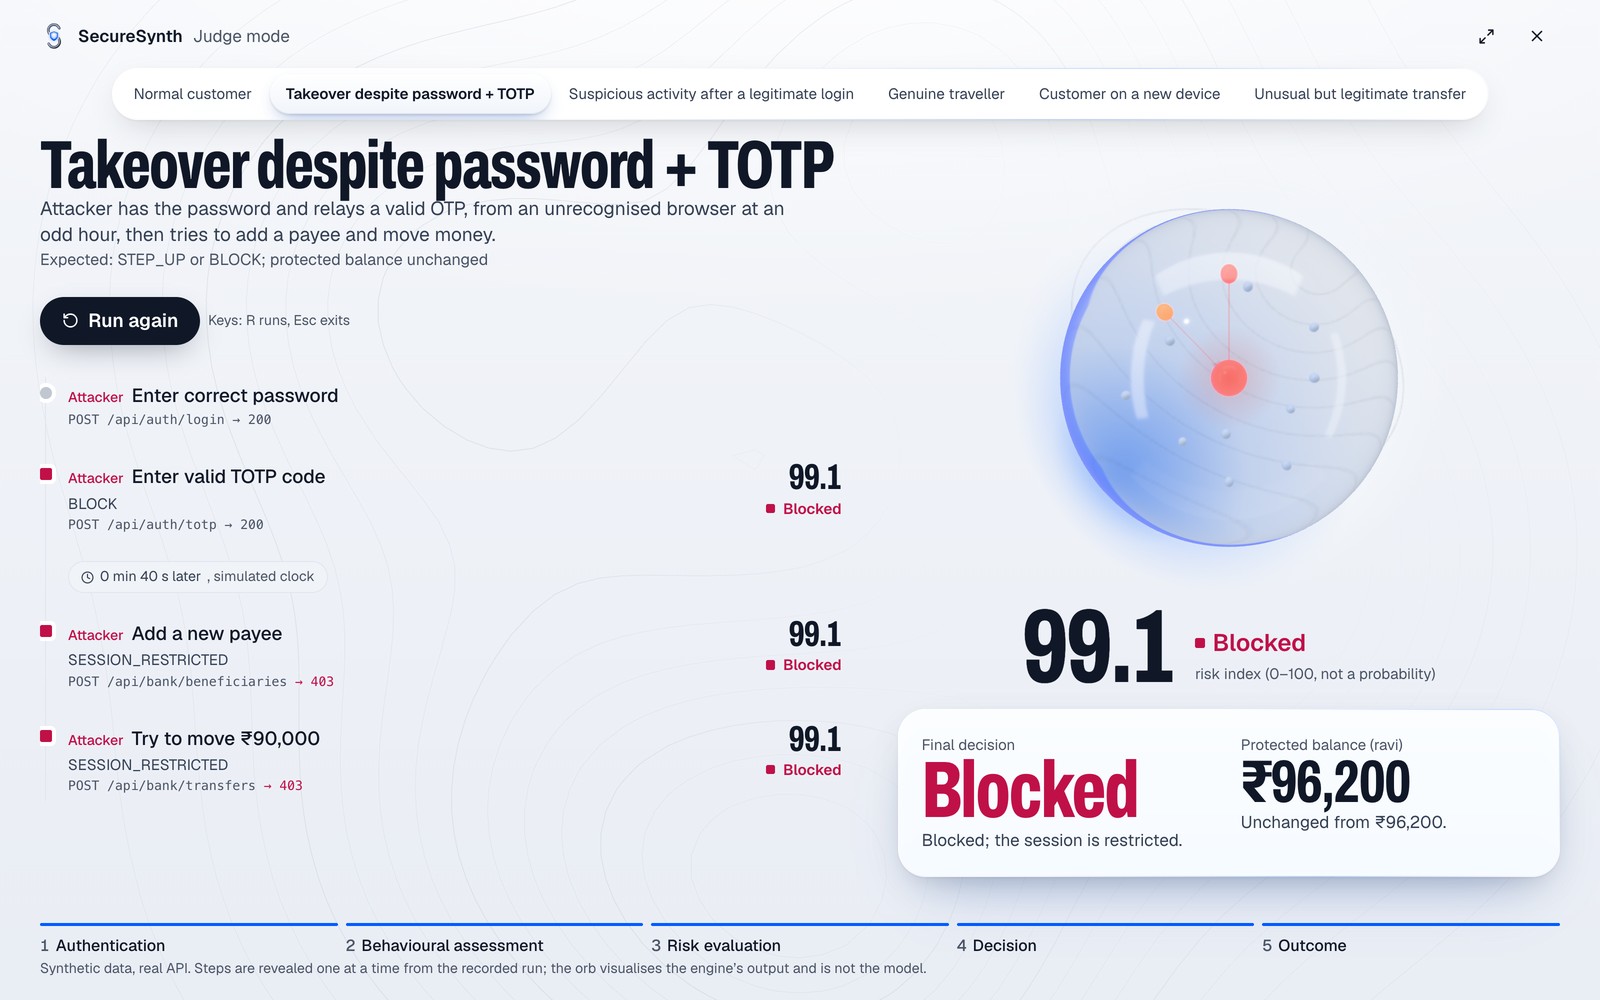 SecureSynth Judge mode
Normal customer
Takeover despite password + TOTP
Suspicious activity after a legitimate login
Genuine traveller
Customer on a new device
Unusual but legitimate transfer
Takeover despite password + TOTP
Attacker has the password and relays a valid OTP, from an unrecognised browser at an
odd hour, then tries to add a payee and move money.
Expected: STEP_UP or BLOCK; protected balance unchanged
Run again
Keys: R runs, Esc exits
Attacker Enter correct password
POST /api/auth/login → 200
Attacker Enter valid TOTP code
BLOCK
POST /api/auth/totp → 200
99.1
Blocked
0 min 40 s later , simulated clock
Attacker Add a new payee
SESSION_RESTRICTED
POST /api/bank/beneficiaries → 403
99.1
Blocked
Attacker Try to move ₹90,000
SESSION_RESTRICTED
POST /api/bank/transfers → 403
99.1
Blocked
99.1
Blocked
risk index (0–100, not a probability)
Final decision
Blocked
Blocked; the session is restricted.
Protected balance (ravi)
₹96,200
Unchanged from ₹96,200.
1 Authentication
2 Behavioural assessment
3 Risk evaluation
4 Decision
5 Outcome
Synthetic data, real API. Steps are revealed one at a time from the recorded run; the orb visualises the engine’s output and is not the model.